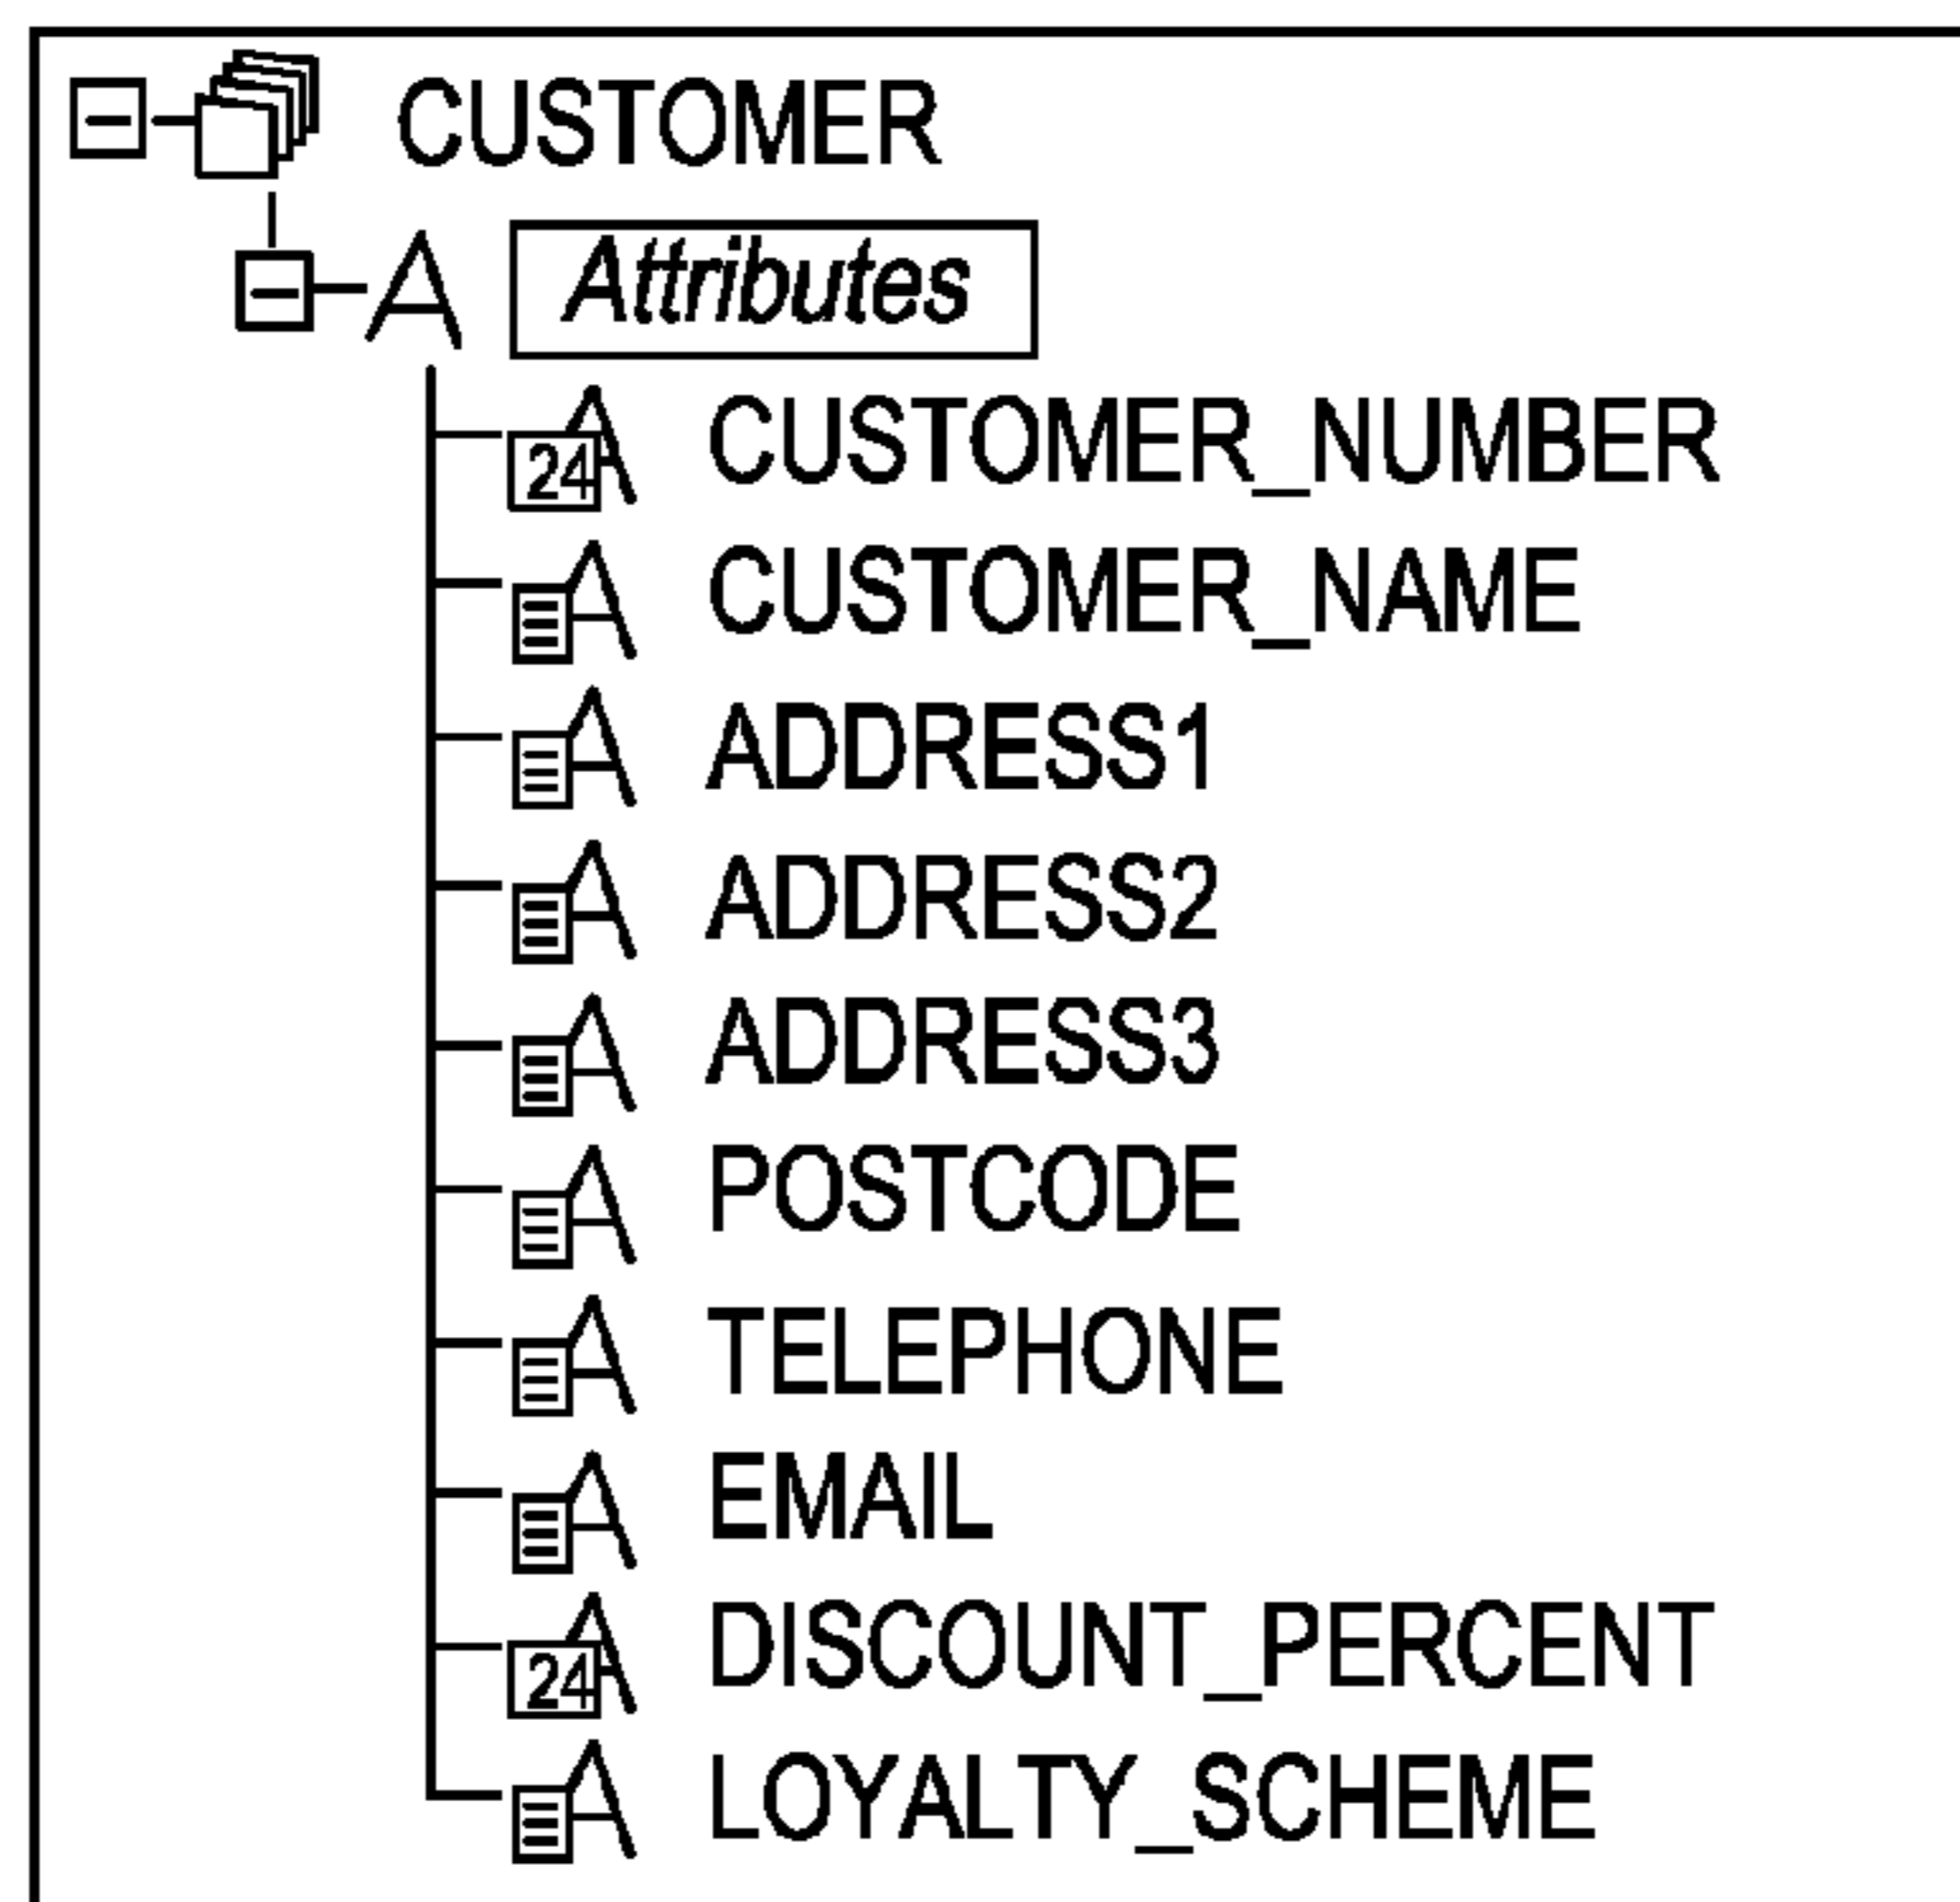 CUSTOMER
Attributes
24 CUSTOMER_NUMBER
CUSTOMER_NAME
ADDRESS1
ADDRESS2
ADDRESS3
POSTCODE
TELEPHONE
EMAIL
24 DISCOUNT_PERCENT
LOYALTY_SCHEME